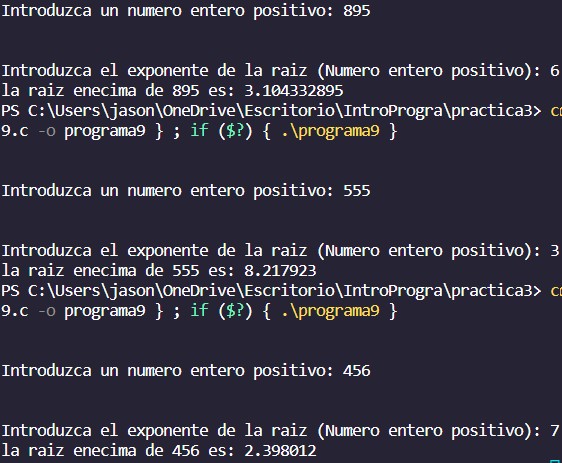 Introduzca un numero entero positivo: 895
Introduzca el exponente de la raiz (Numero entero positivo): 6
la raiz enecima de 895 es: 3.104332895
PS C:\Users\jason\OneDrive\Escritorio\IntroProgra\practica3> c
9.c -o programa9 } ; if ($?) { .\programa9 }
Introduzca un numero entero positivo: 555
Introduzca el exponente de la raiz (Numero entero positivo): 3
la raiz enecima de 555 es: 8.217923
PS C:\Users\jason\OneDrive\Escritorio\IntroProgra\practica3> c
9.c -o programa9 } ; if ($?) { .\programa9 }
Introduzca un numero entero positivo: 456
Introduzca el exponente de la raiz (Numero entero positivo): 7
la raiz enecima de 456 es: 2.398012